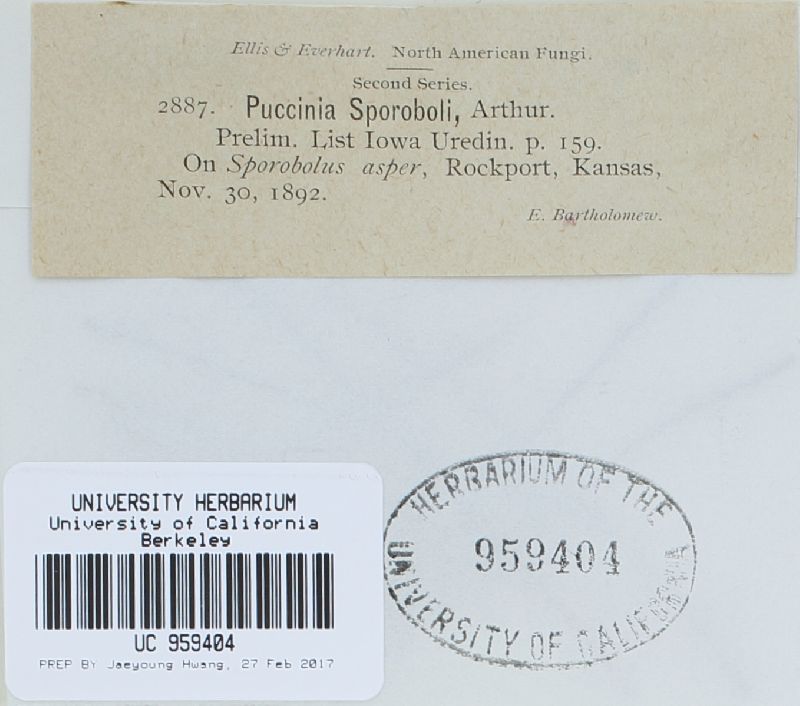 Ellis & Everhart. North American Fungi.
Second Series.
2887. Puccinia Sporoboli, Arthur.
Prelim. List Iowa Uredin. p. 159.
On Sporobolus asper, Rockport, Kansas,
Nov. 30, 1892.
E. Bartholomew.
UNIVERSITY HERBARIUM
University of California
Berkeley
UC 959404
PREP BY Jaeyoung Hwang, 27 Feb 2017
HERBARIUM OF THE
959404
UNIVERSITY OF CALIFORNIA